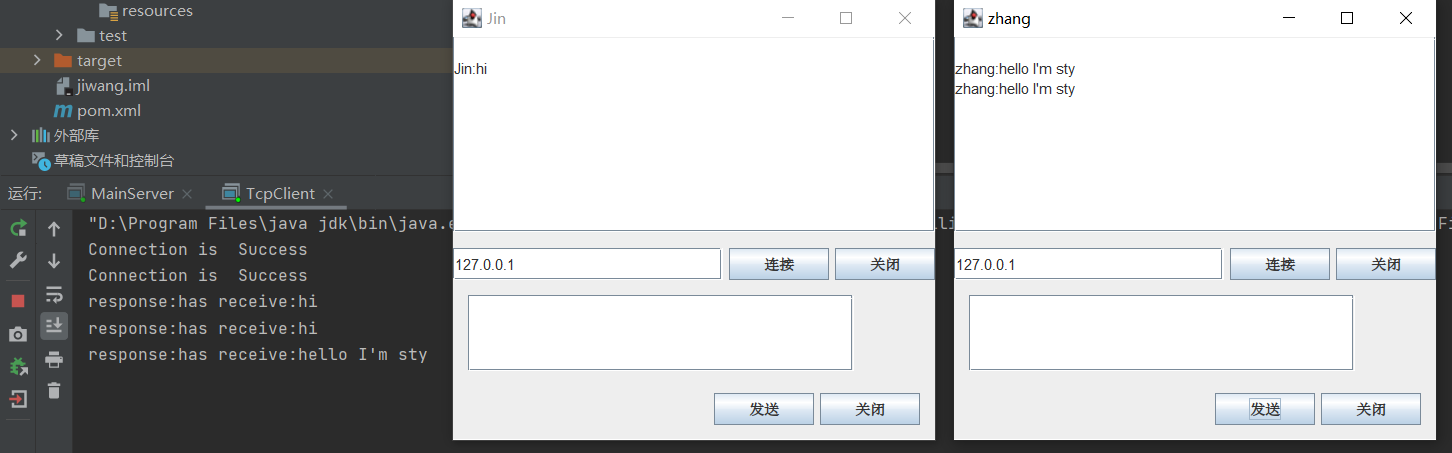 resources
test
target
jiwang.iml
pom.xml
外部库
草稿文件和控制台
运行:
MainServer
TcpClient
"D:\Program Files\java jdk\bin\java.e
Connection is  Success
Connection is  Success
response:has receive:hi
response:has receive:hi
response:has receive:hello I'm sty
Jin
Jin:hi
127.0.0.1
连接
关闭
发送
关闭
zhang
zhang:hello I'm sty
zhang:hello I'm sty
127.0.0.1
连接
关闭
发送
关闭